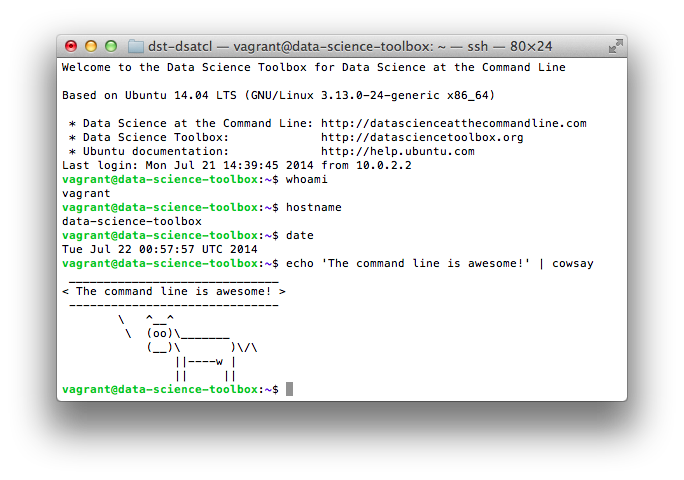 dst-dsatcl — vagrant@data-science-toolbox: ~ — ssh — 80×24
Welcome to the Data Science Toolbox for Data Science at the Command Line

Based on Ubuntu 14.04 LTS (GNU/Linux 3.13.0-24-generic x86_64)

 * Data Science at the Command Line: http://datascienceatthecommandline.com
 * Data Science Toolbox:             http://datasciencetoolbox.org
 * Ubuntu documentation:             http://help.ubuntu.com
Last login: Mon Jul 21 14:39:45 2014 from 10.0.2.2
vagrant@data-science-toolbox:~$ whoami
vagrant
vagrant@data-science-toolbox:~$ hostname
data-science-toolbox
vagrant@data-science-toolbox:~$ date
Tue Jul 22 00:57:57 UTC 2014
vagrant@data-science-toolbox:~$ echo 'The command line is awesome!' | cowsay
 ______________________________
< The command line is awesome! >
 ------------------------------
        \   ^__^
         \  (oo)\_______
            (__)\       )\/\
                ||----w |
                ||     ||
vagrant@data-science-toolbox:~$